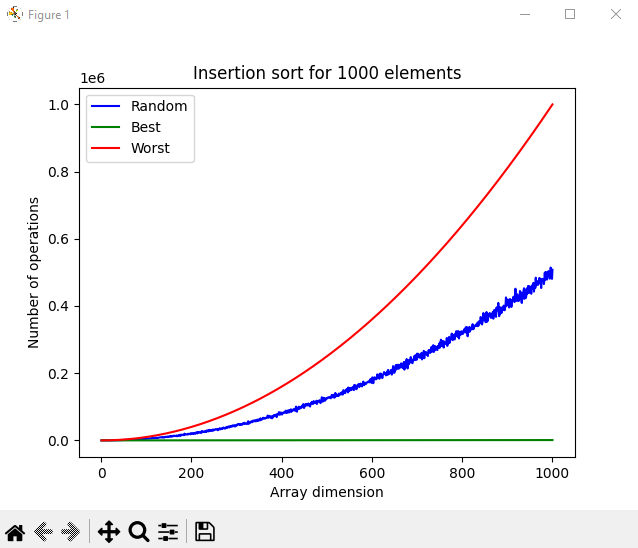 Figure 1
Insertion sort for 1000 elements
1e6
Random
Best
Worst
Number of operations
1.0
0.8
0.6
0.4
0.2
0.0
0 200 400 600 800 1000
Array dimension